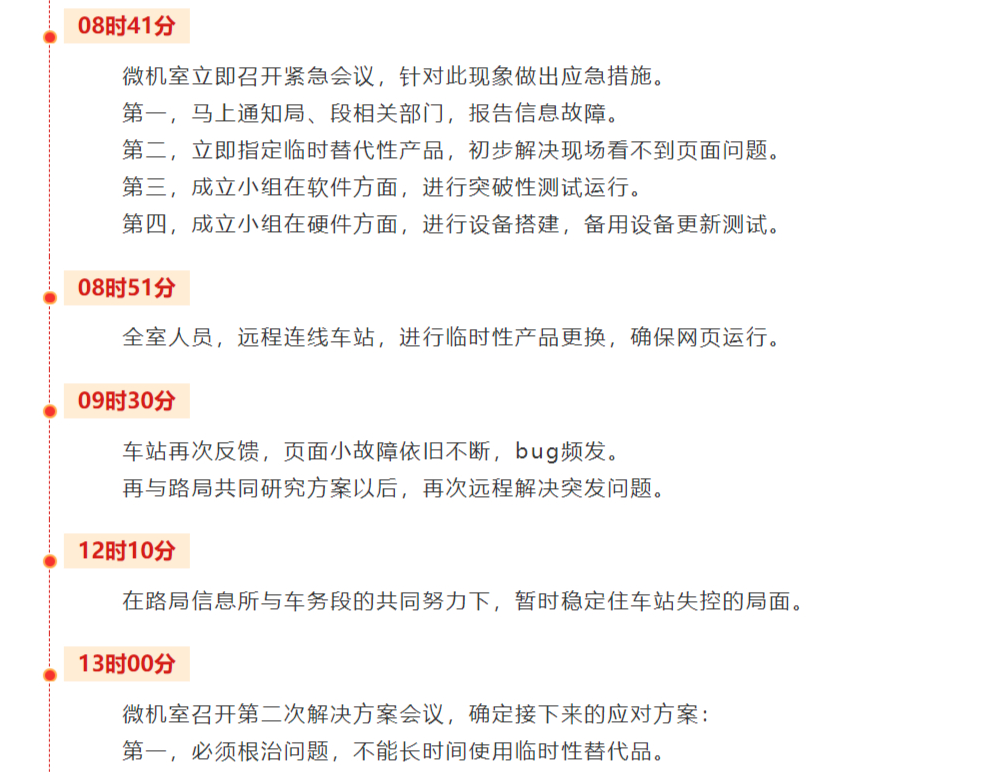 08时41分
微机室立即召开紧急会议，针对此现象做出应急措施。
第一，马上通知局、段相关部门，报告信息故障。
第二，立即指定临时替代性产品，初步解决现场看不到页面问题。
第三，成立小组在软件方面，进行突破性测试运行。
第四，成立小组在硬件方面，进行设备搭建，备用设备更新测试。
08时51分
全室人员，远程连线车站，进行临时性产品更换，确保网页运行。
09时30分
车站再次反馈，页面小故障依旧不断，bug频发。
再与路局共同研究方案以后，再次远程解决突发问题。
12时10分
在路局信息所与车务段的共同努力下，暂时稳定住车站失控的局面。
13时00分
微机室召开第二次解决方案会议，确定接下来的应对方案：
第一，必须根治问题，不能长时间使用临时性替代品。